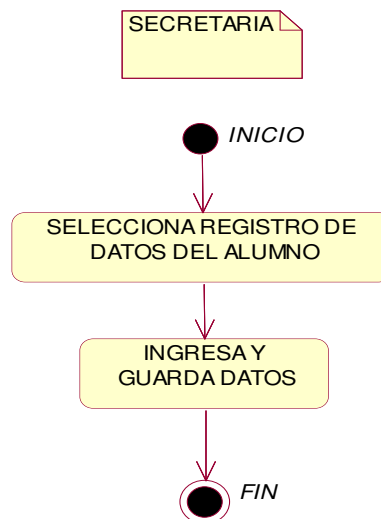 SECRETARIA
INICIO
SELECCIONA REGISTRO DE
DATOS DEL ALUMNO
INGRESA Y
GUARDA DATOS
FIN